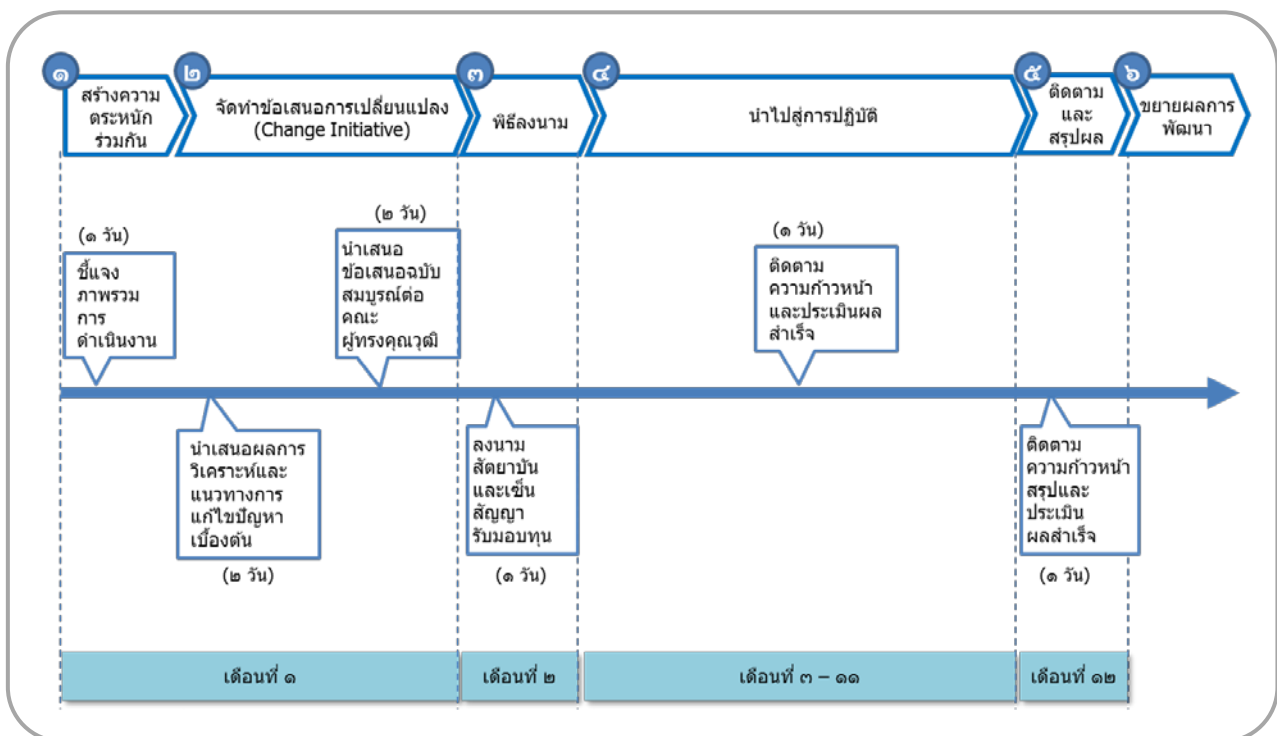 ๑
สร้างความ
ตระหนัก
ร่วมกัน
๒
จัดทำข้อเสนอการเปลี่ยนแปลง
(Change Initiative)
๓
พิธีลงนาม
๔
นำไปสู่การปฏิบัติ
๕
ติดตาม
และ
สรุปผล
๖
ขยายผลการ
พัฒนา
(๑ วัน)
ชี้แจง
ภาพรวม
การ
ดำเนินงาน
(๒ วัน)
นำเสนอ
ข้อเสนอฉบับ
สมบูรณ์ต่อ
คณะ
ผู้ทรงคุณวุฒิ
(๑ วัน)
ติดตาม
ความก้าวหน้า
และประเมินผล
สำเร็จ
นำเสนอผลการ
วิเคราะห์และ
แนวทางการ
แก้ไขปัญหา
เบื้องต้น
(๒ วัน)
ลงนาม
สัตยาบัน
และเซ็น
สัญญา
รับมอบทุน
(๑ วัน)
ติดตาม
ความก้าวหน้า
สรุปและ
ประเมิน
ผลสำเร็จ
(๑ วัน)
เดือนที่ ๑
เดือนที่ ๒
เดือนที่ ๓ – ๑๑
เดือนที่ ๑๒